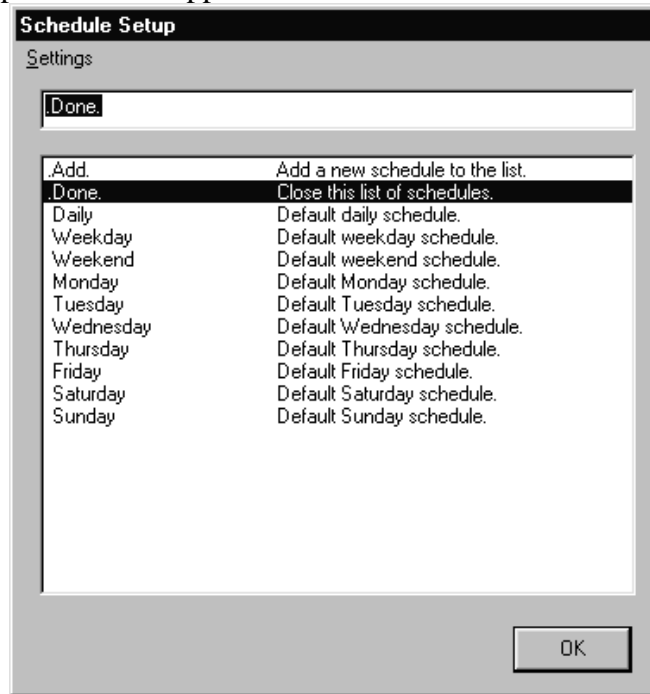 Schedule Setup
Settings
.Done.
.Add. Add a new schedule to the list.
.Done. Close this list of schedules.
Daily Default daily schedule.
Weekday Default weekday schedule.
Weekend Default weekend schedule.
Monday Default Monday schedule.
Tuesday Default Tuesday schedule.
Wednesday Default Wednesday schedule.
Thursday Default Thursday schedule.
Friday Default Friday schedule.
Saturday Default Saturday schedule.
Sunday Default Sunday schedule.
OK